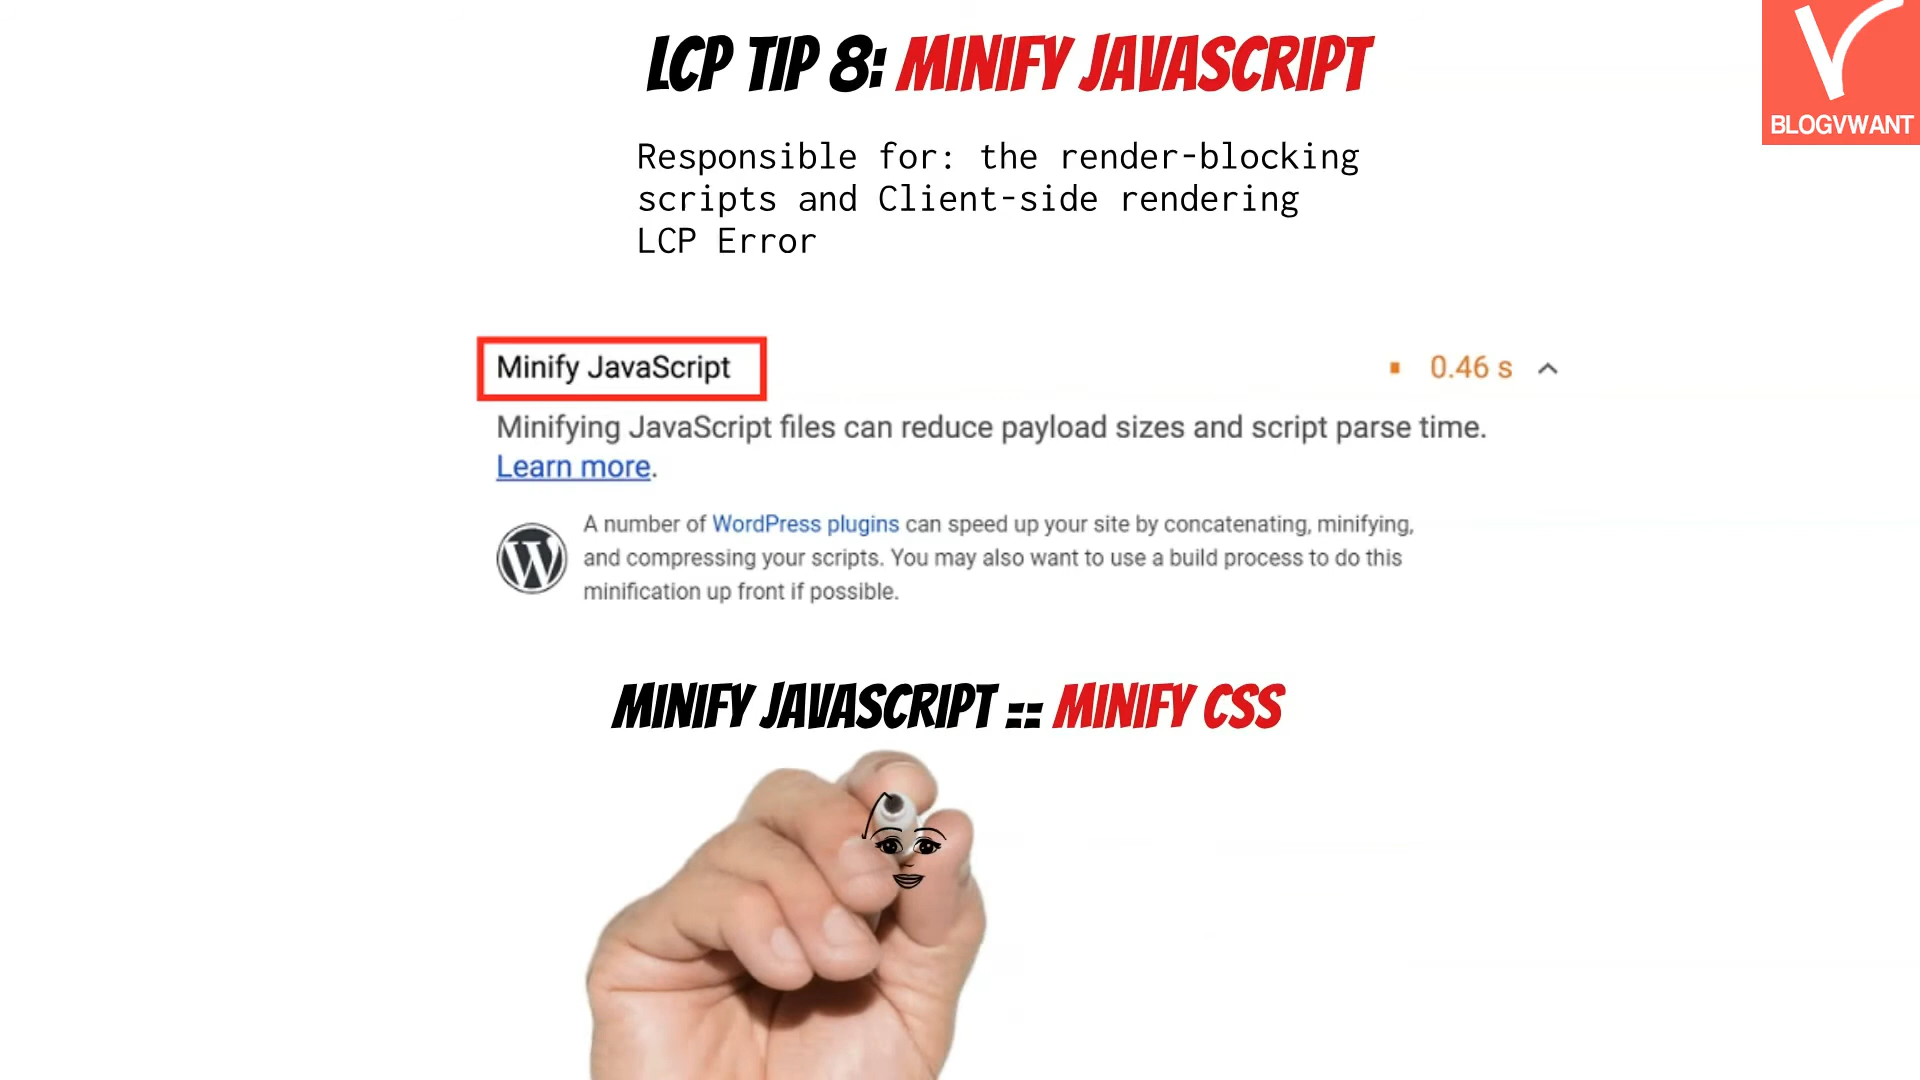 LCP TIP 8: MINIFY JAVASCRIPT
BLOGVWANT
Responsible for: the render-blocking
scripts and Client-side rendering
LCP Error
Minify JavaScript
0.46 s
Minifying JavaScript files can reduce payload sizes and script parse time.
Learn more.
A number of WordPress plugins can speed up your site by concatenating, minifying,
and compressing your scripts. You may also want to use a build process to do this
minification up front if possible.
MINIFY JAVASCRIPT == MINIFY CSS